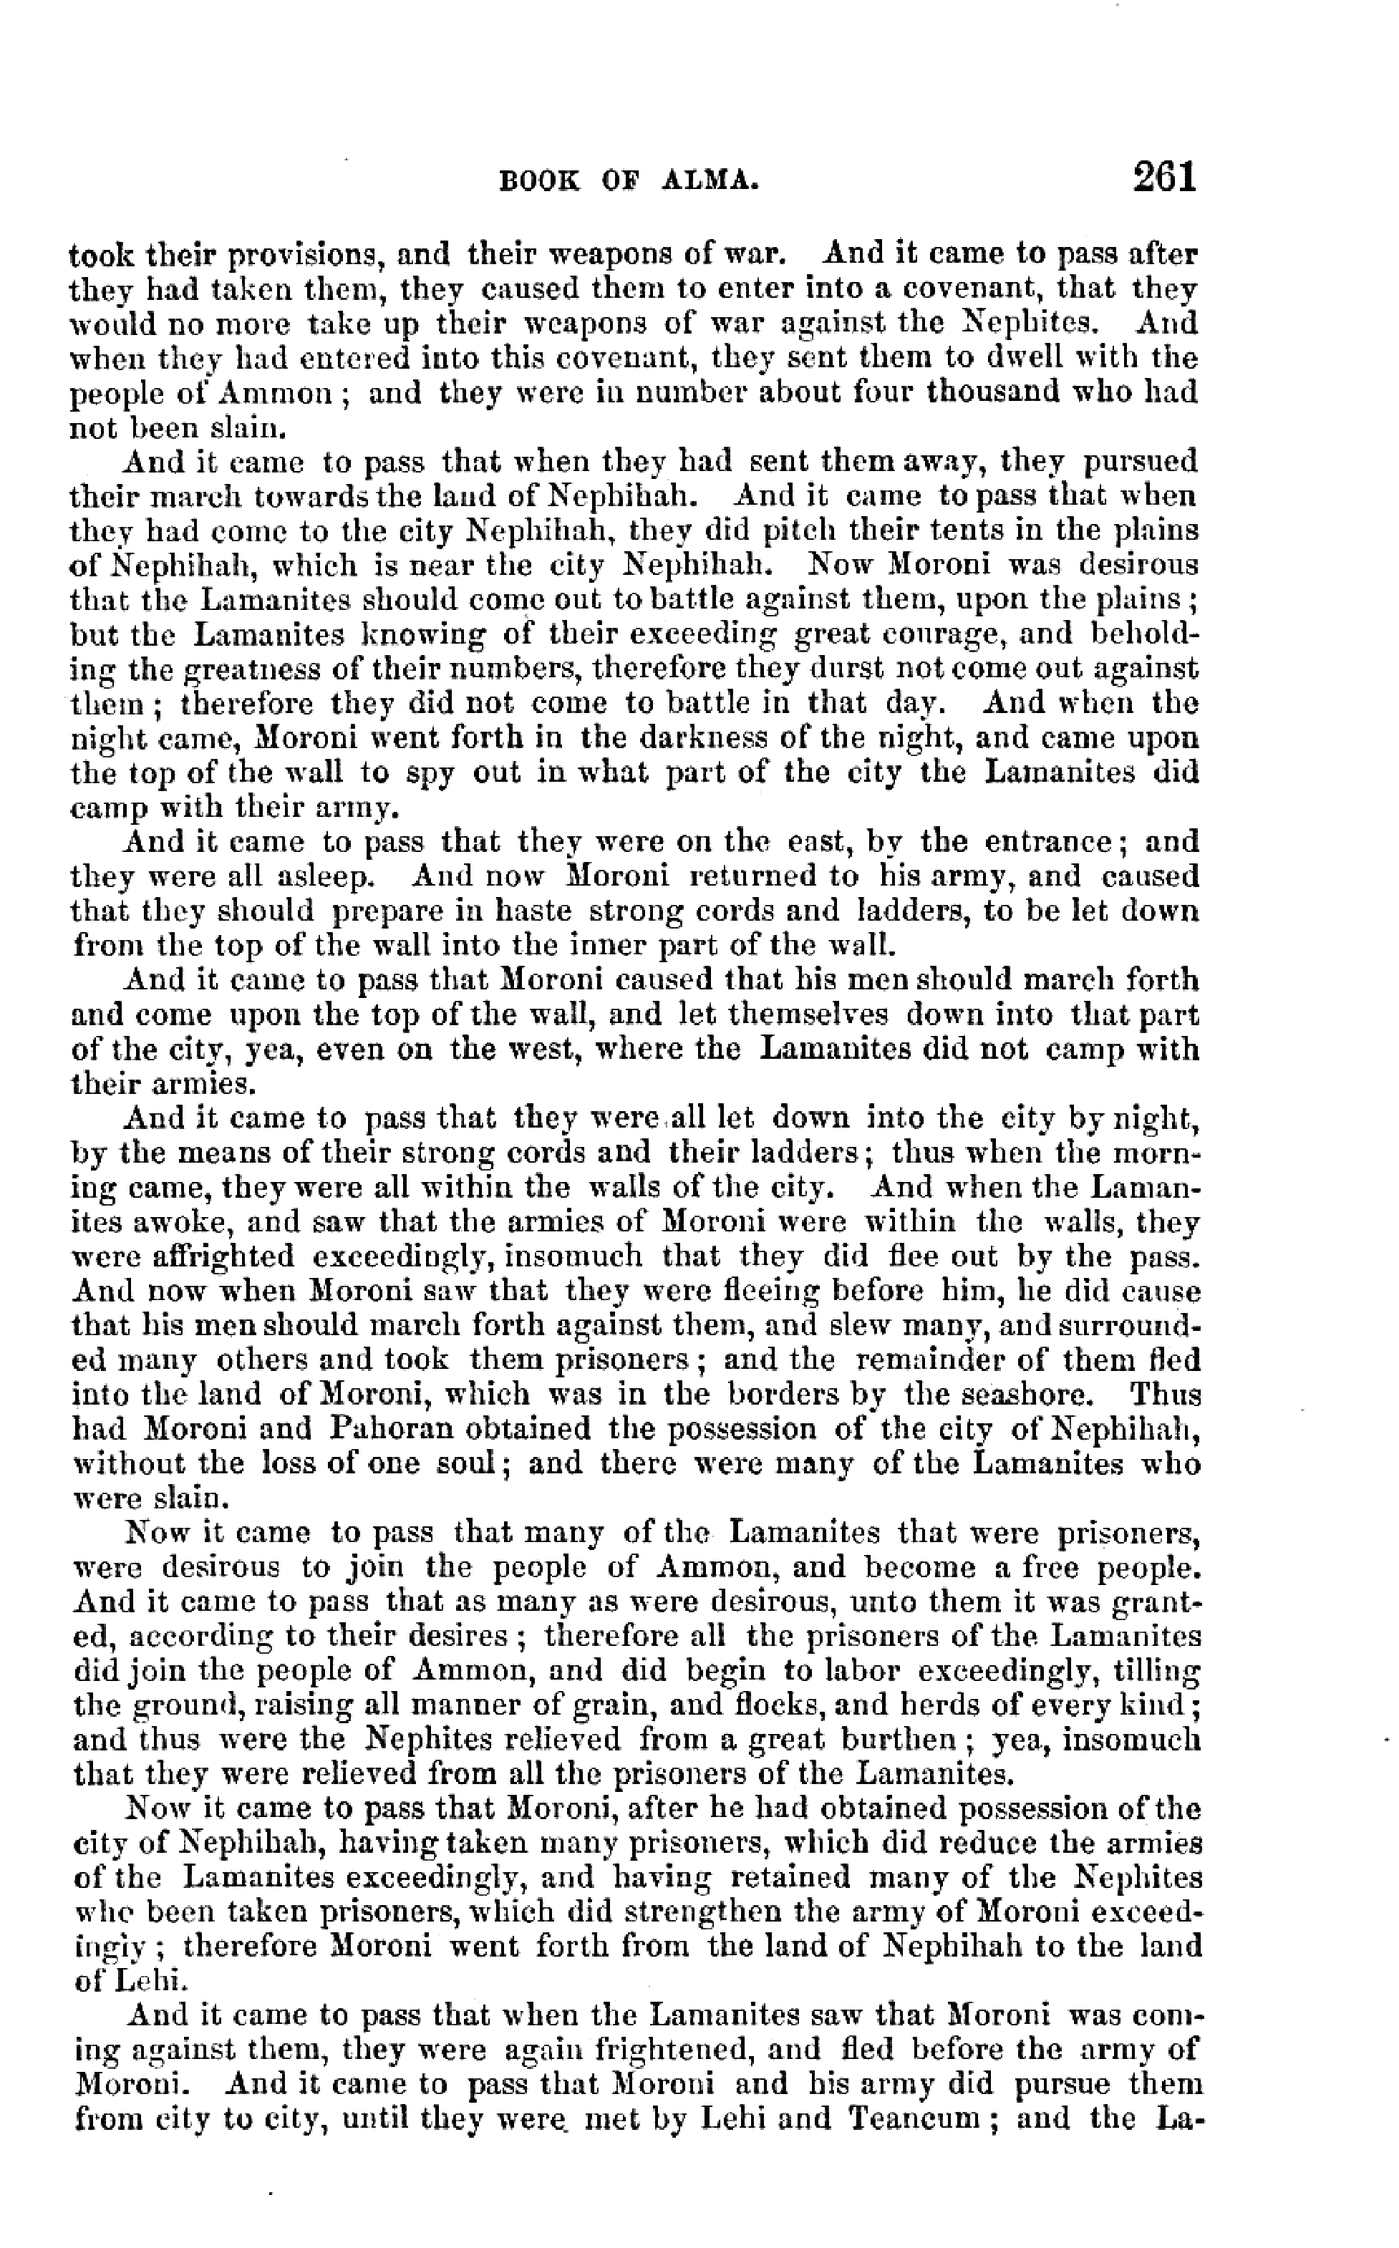 BOOK OF ALMA. 261
took their provisions, and their weapons of war. And it came to pass after
they had taken them, they caused them to enter into a covenant, that they
would no more take up their weapons of war against the Nephites. And
when they had entered into this covenant, they sent them to dwell with the
people of Ammon; and they were in number about four thousand who had
not been slain.
And it came to pass that when they had sent them away, they pursued
their march towards the land of Nephihah. And it came to pass that when
they had come to the city Nephihah, they did pitch their tents in the plains
of Nephihah, which is near the city Nephihah. Now Moroni was desirous
that the Lamanites should come out to battle against them, upon the plains;
but the Lamanites knowing of their exceeding great courage, and behold-
ing the greatness of their numbers, therefore they durst not come out against
them; therefore they did not come to battle in that day. And when the
night came, Moroni went forth in the darkness of the night, and came upon
the top of the wall to spy out in what part of the city the Lamanites did
camp with their army.
And it came to pass that they were on the east, by the entrance; and
they were all asleep. And now Moroni returned to his army, and caused
that they should prepare in haste strong cords and ladders, to be let down
from the top of the wall into the inner part of the wall.
And it came to pass that Moroni caused that his men should march forth
and come upon the top of the wall, and let themselves down into that part
of the city, yea, even on the west, where the Lamanites did not camp with
their armies.
And it came to pass that they were all let down into the city by night,
by the means of their strong cords and their ladders; thus when the morn-
ing came, they were all within the walls of the city. And when the Laman-
ites awoke, and saw that the armies of Moroni were within the walls, they
were affrighted exceedingly, insomuch that they did flee out by the pass.
And now when Moroni saw that they were fleeing before him, he did cause
that his men should march forth against them, and slew many, and surround-
ed many others and took them prisoners; and the remainder of them fled
into the land of Moroni, which was in the borders by the seashore. Thus
had Moroni and Pahoran obtained the possession of the city of Nephihah,
without the loss of one soul; and there were many of the Lamanites who
were slain.
Now it came to pass that many of the Lamanites that were prisoners,
were desirous to join the people of Ammon, and become a free people.
And it came to pass that as many as were desirous, unto them it was grant-
ed, according to their desires; therefore all the prisoners of the Lamanites
did join the people of Ammon, and did begin to labor exceedingly, tilling
the ground, raising all manner of grain, and flocks, and herds of every kind;
and thus were the Nephites relieved from a great burthen; yea, insomuch
that they were relieved from all the prisoners of the Lamanites.
Now it came to pass that Moroni, after he had obtained possession of the
city of Nephihah, having taken many prisoners, which did reduce the armies
of the Lamanites exceedingly, and having retained many of the Nephites
who been taken prisoners, which did strengthen the army of Moroni exceed-
ingly; therefore Moroni went forth from the land of Nephihah to the land
of Lehi.
And it came to pass that when the Lamanites saw that Moroni was com-
ing against them, they were again frightened, and fled before the army of
Moroni. And it came to pass that Moroni and his army did pursue them
from city to city, until they were met by Lehi and Teancum; and the La-